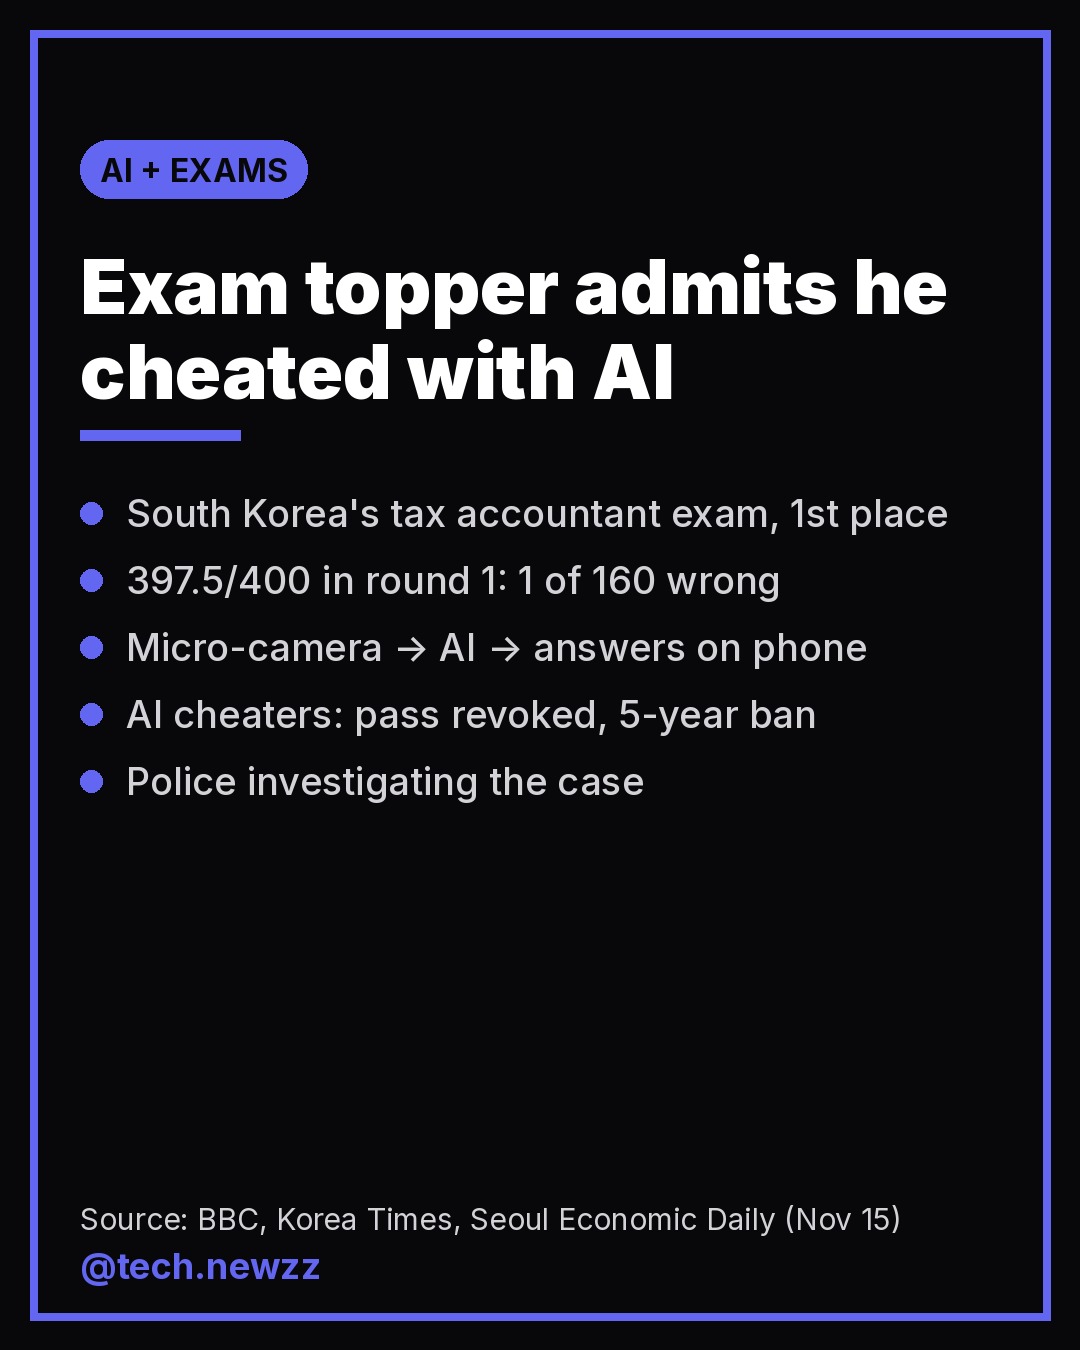 AI + EXAMS
Exam topper admits he
cheated with AI
South Korea's tax accountant exam, 1st place
397.5/400 in round 1: 1 of 160 wrong
Micro-camera → AI → answers on phone
AI cheaters: pass revoked, 5-year ban
Police investigating the case
Source: BBC, Korea Times, Seoul Economic Daily (Nov 15)
@tech.newzz